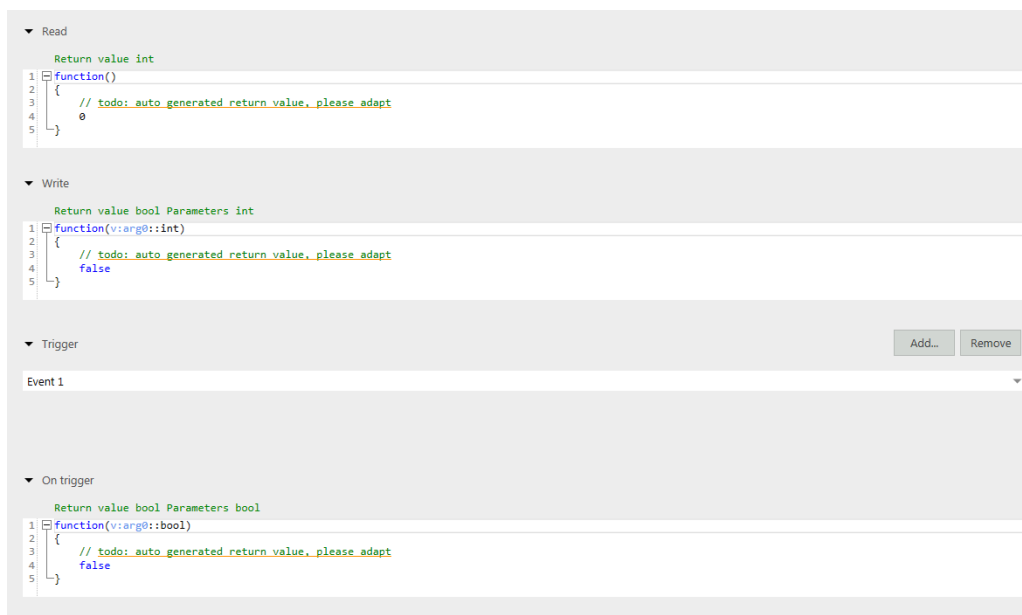 Read
Return value int
1 function()
2 {
3 // todo: auto generated return value, please adapt
4 0
5 }
Write
Return value bool Parameters int
1 function(v:arg0::int)
2 {
3 // todo: auto generated return value, please adapt
4 false
5 }
Trigger Add... Remove
Event 1
On trigger
Return value bool Parameters bool
1 function(v:arg0::bool)
2 {
3 // todo: auto generated return value, please adapt
4 false
5 }